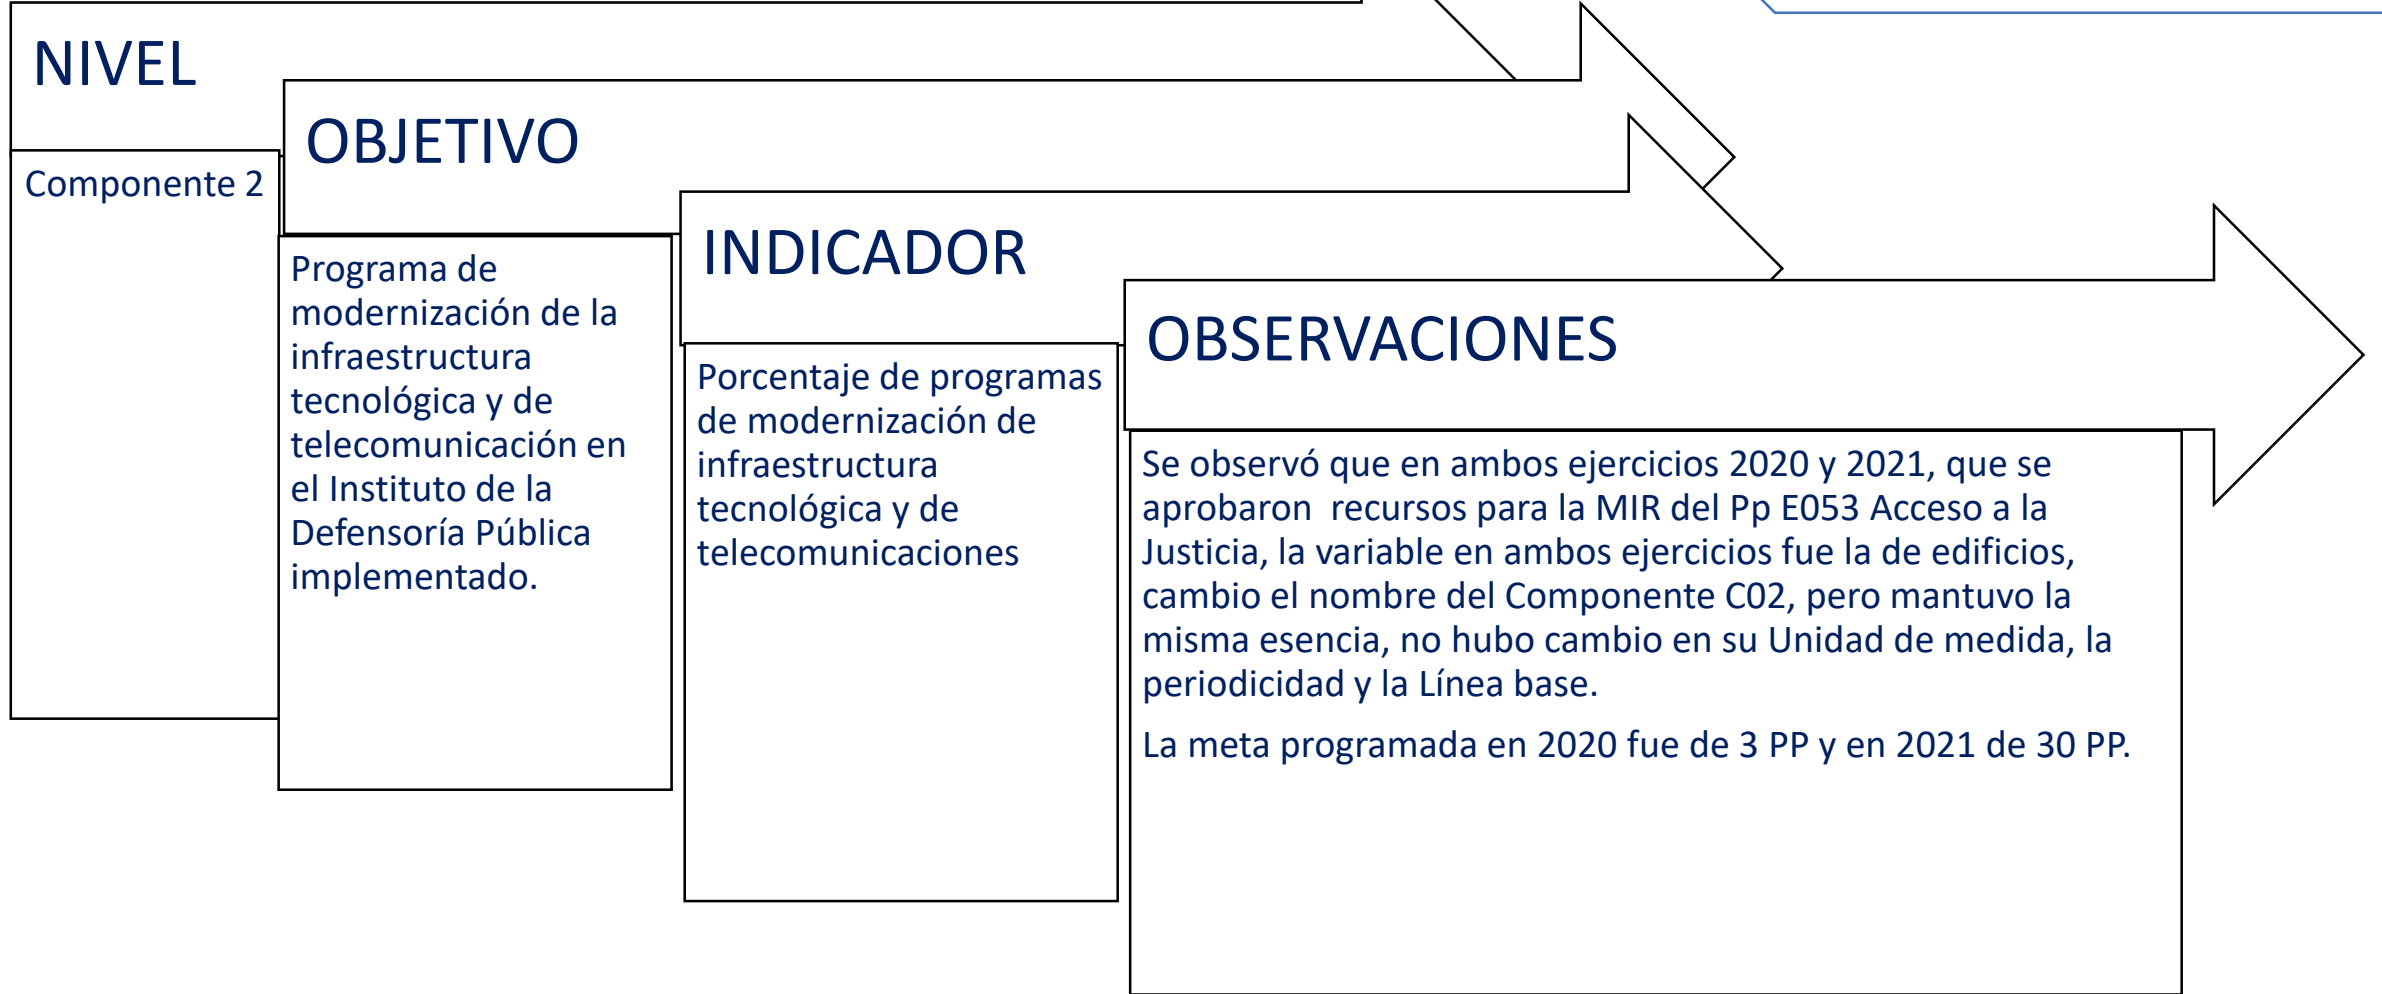 NIVEL
Componente 2
OBJETIVO
Programa de
modernización de la
infraestructura
tecnológica y de
telecomunicación en
el Instituto de la
Defensoría Pública
implementado.
INDICADOR
Porcentaje de programas
de modernización de
infraestructura
tecnológica y de
telecomunicaciones
OBSERVACIONES
Se observó que en ambos ejercicios 2020 y 2021, que se
aprobaron  recursos para la MIR del Pp E053 Acceso a la
Justicia, la variable en ambos ejercicios fue la de edificios,
cambio el nombre del Componente C02, pero mantuvo la
misma esencia, no hubo cambio en su Unidad de medida, la
periodicidad y la Línea base.
La meta programada en 2020 fue de 3 PP y en 2021 de 30 PP.